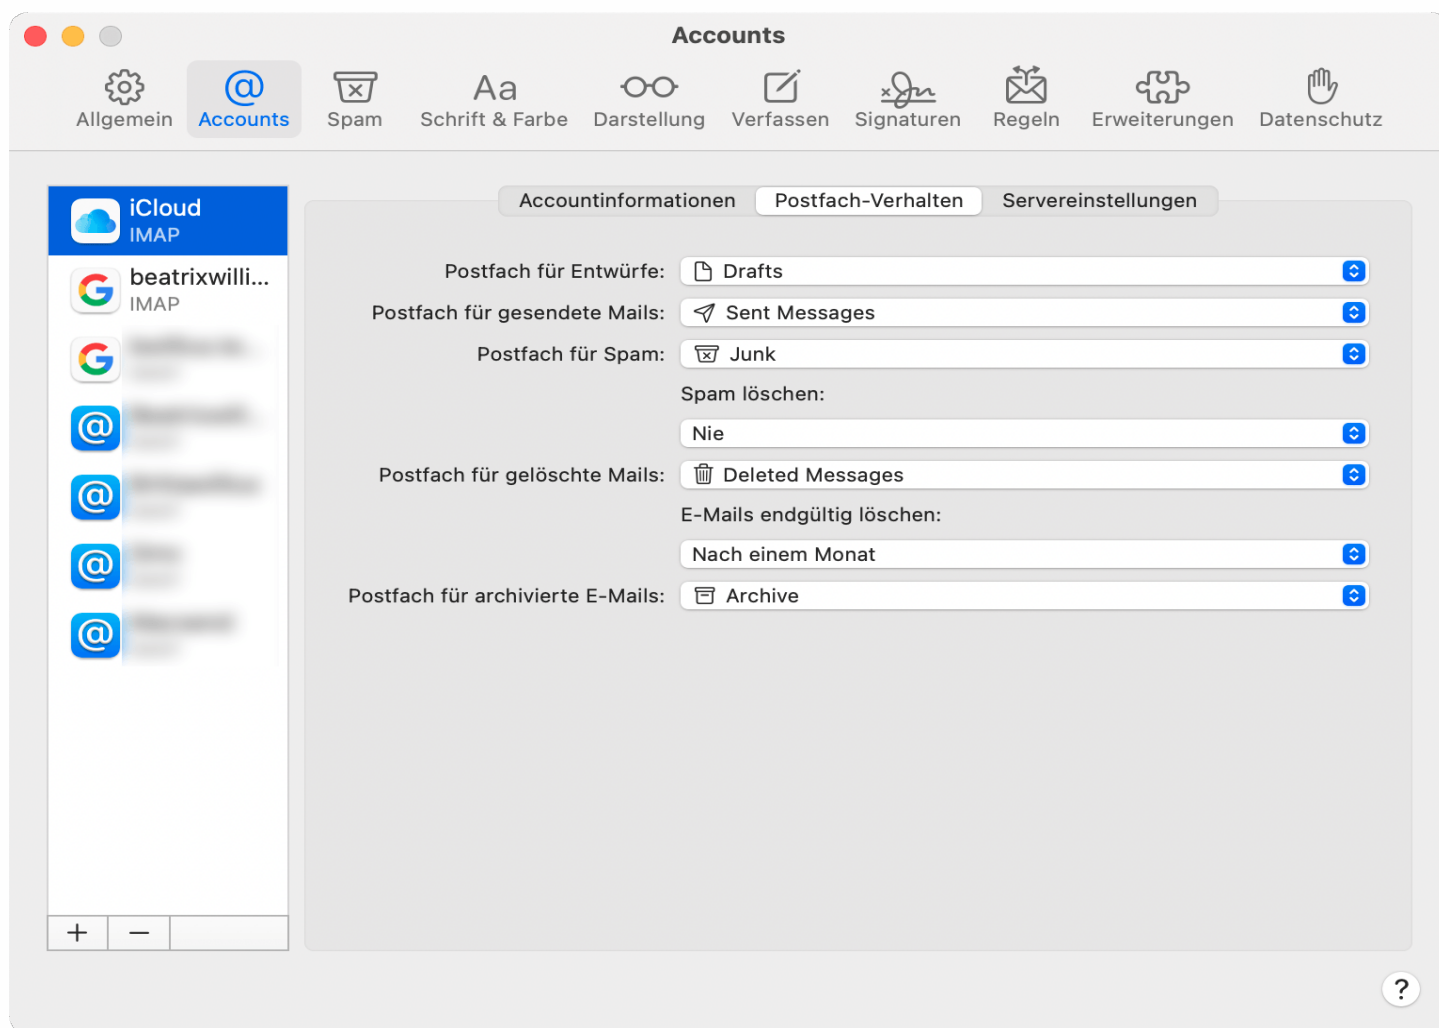 Accounts
Allgemein
Accounts
Spam
Aa
Schrift & Farbe
Darstellung
Verfassen
Signaturen
Regeln
Erweiterungen
Datenschutz
iCloud
IMAP
beatrixwilli...
IMAP
Accountinformationen
Postfach-Verhalten
Servereinstellungen
Postfach für Entwürfe: Drafts
Postfach für gesendete Mails: Sent Messages
Postfach für Spam: Junk
Spam löschen:
Nie
Postfach für gelöschte Mails: Deleted Messages
E-Mails endgültig löschen:
Nach einem Monat
Postfach für archivierte E-Mails: Archive
+ −
?